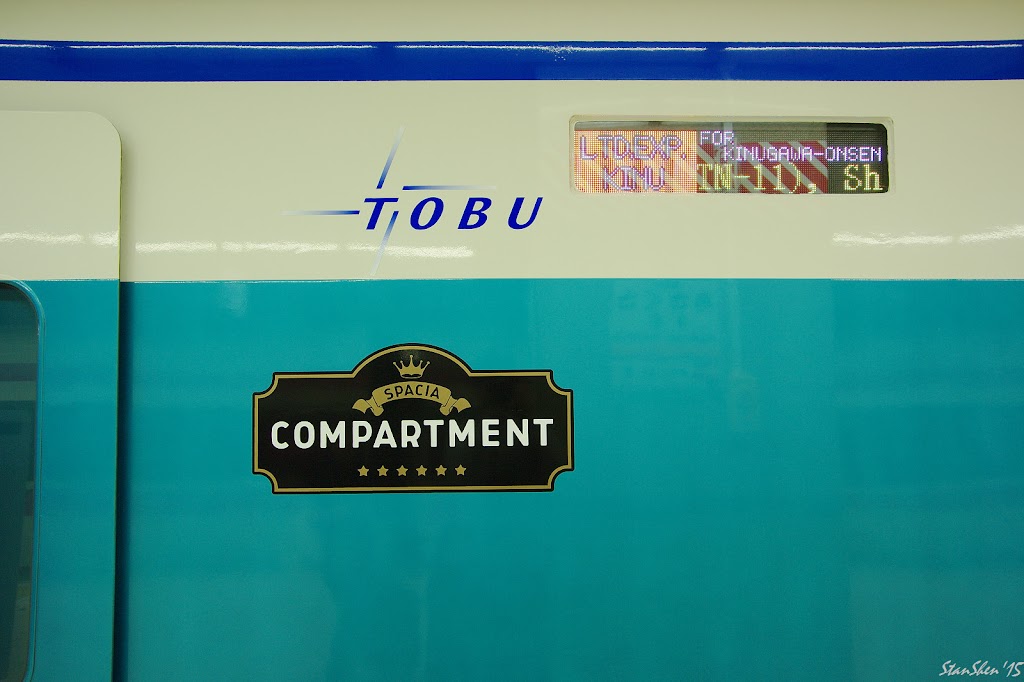 TOBU
LTD.EXP.
KINU
FOR
KINUGAWA-ONSEN
TN-11), Sh
SPACIA
COMPARTMENT
StanShen'15